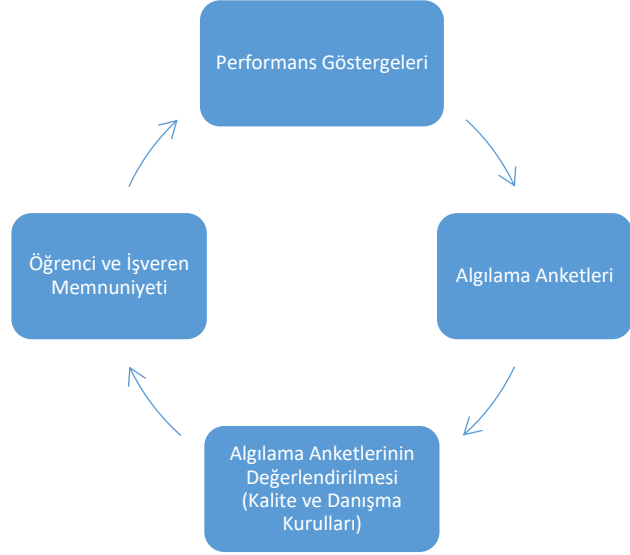 Performans Göstergeleri
Algılama Anketleri
Algılama Anketlerinin
Değerlendirilmesi
(Kalite ve Danışma
Kurulları)
Öğrenci ve İşveren
Memnuniyeti